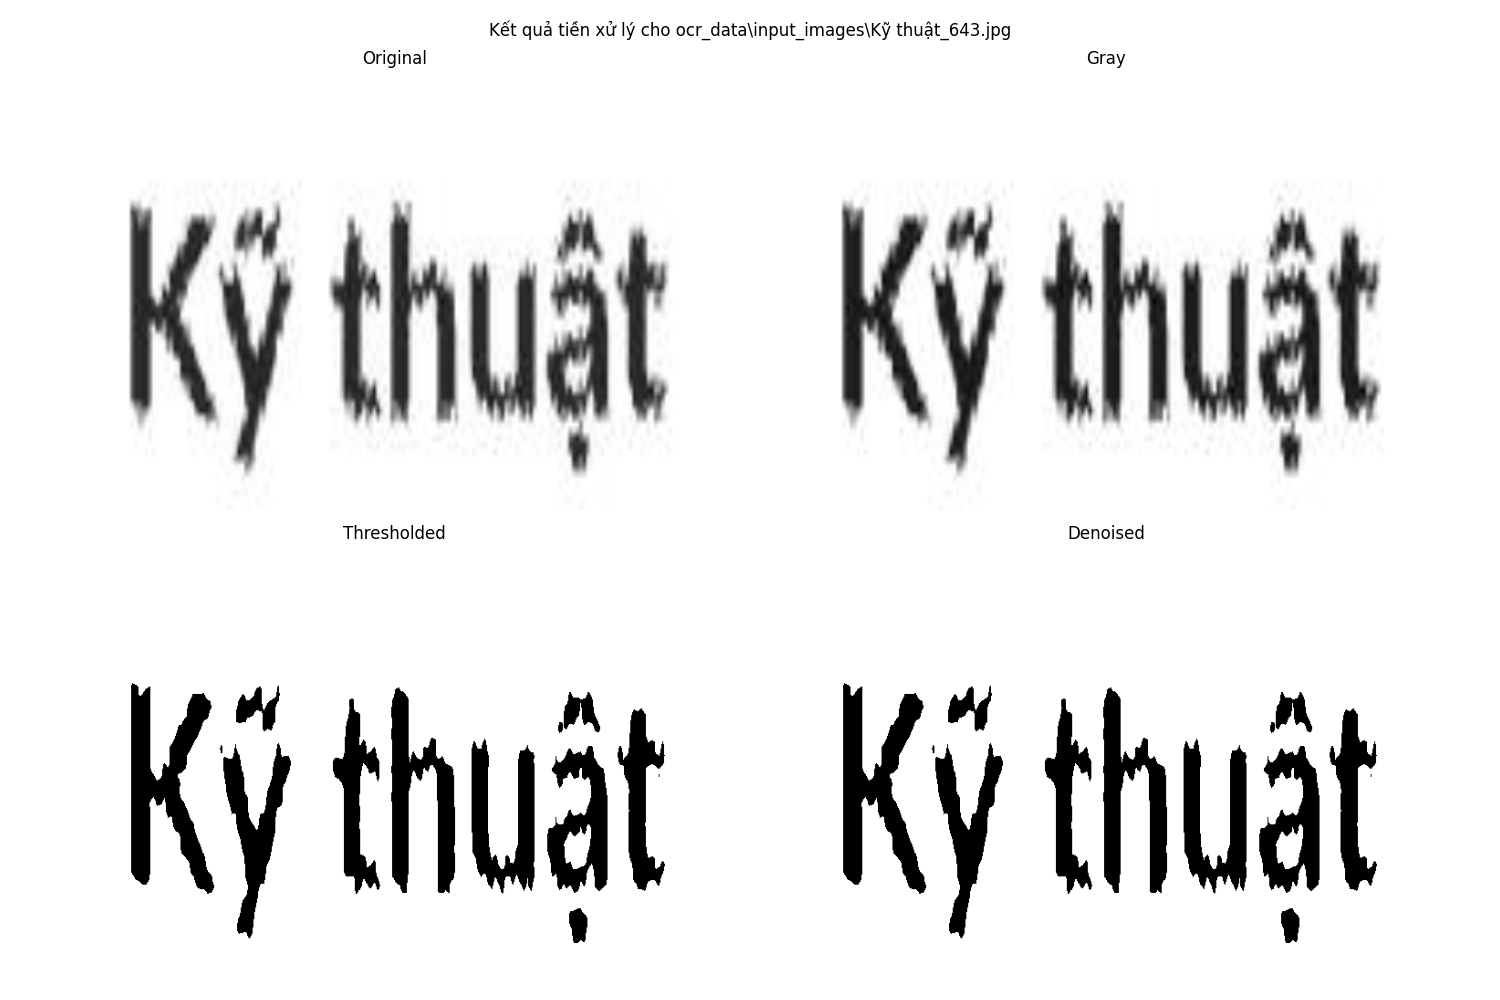 Kết quả tiền xử lý cho ocr_data\input_images\Kỹ thuật_643.jpg
Original
Gray
Kỹ thuật
Kỹ thuật
Thresholded
Denoised
Kỹ thuật
Kỹ thuật